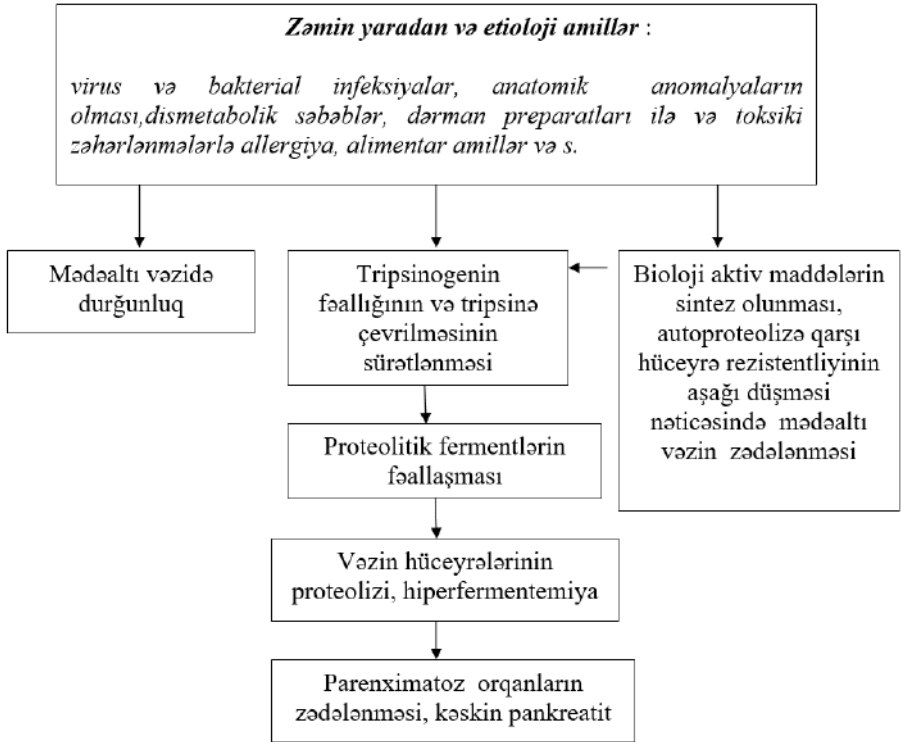 Zəmin yaradan və etioloji amillər :
virus və bakterial infeksiyalar, anatomik anomalyaların
olması,dismetabolik səbəblər, dərman preparatları ilə və toksiki
zəhərlənmələrlə allergiya, alimentar amillər və s.
Mədəaltı vəzidə
durğunluq
Tripsinogenin
fəallığının və tripsinə
çevrilməsinin
sürətlənməsi
Bioloji aktiv maddələrin
sintez olunması,
autoproteolizə qarşı
hüceyrə rezistentliyinin
aşağı düşməsi
nəticəsində mədəaltı
vəzin zədələnməsi
Proteolitik fermentlərin
fəallaşması
Vəzin hüceyrələrinin
proteolizi, hiperfermentemiya
Parenximatoz orqanların
zədələnməsi, kəskin pankreatit